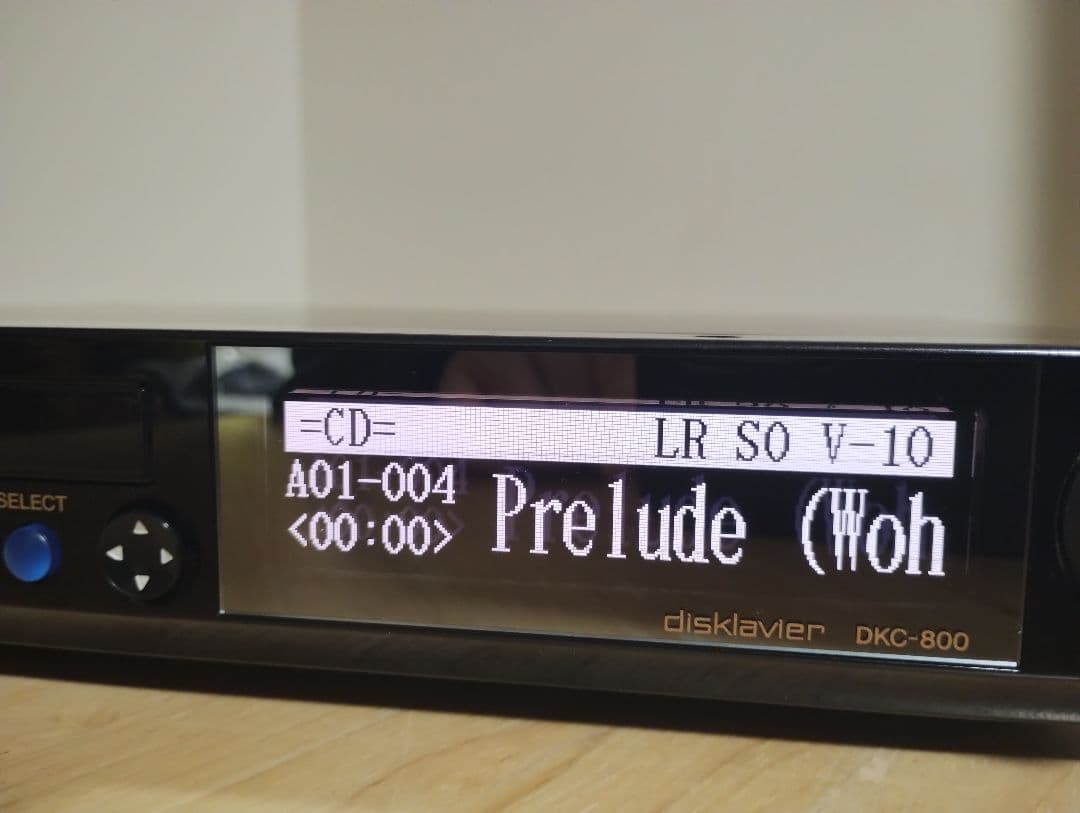 =CD= LR SO V-10
A01-004
<00:00> Prelude (Woh
SELECT
disklavier DKC-800